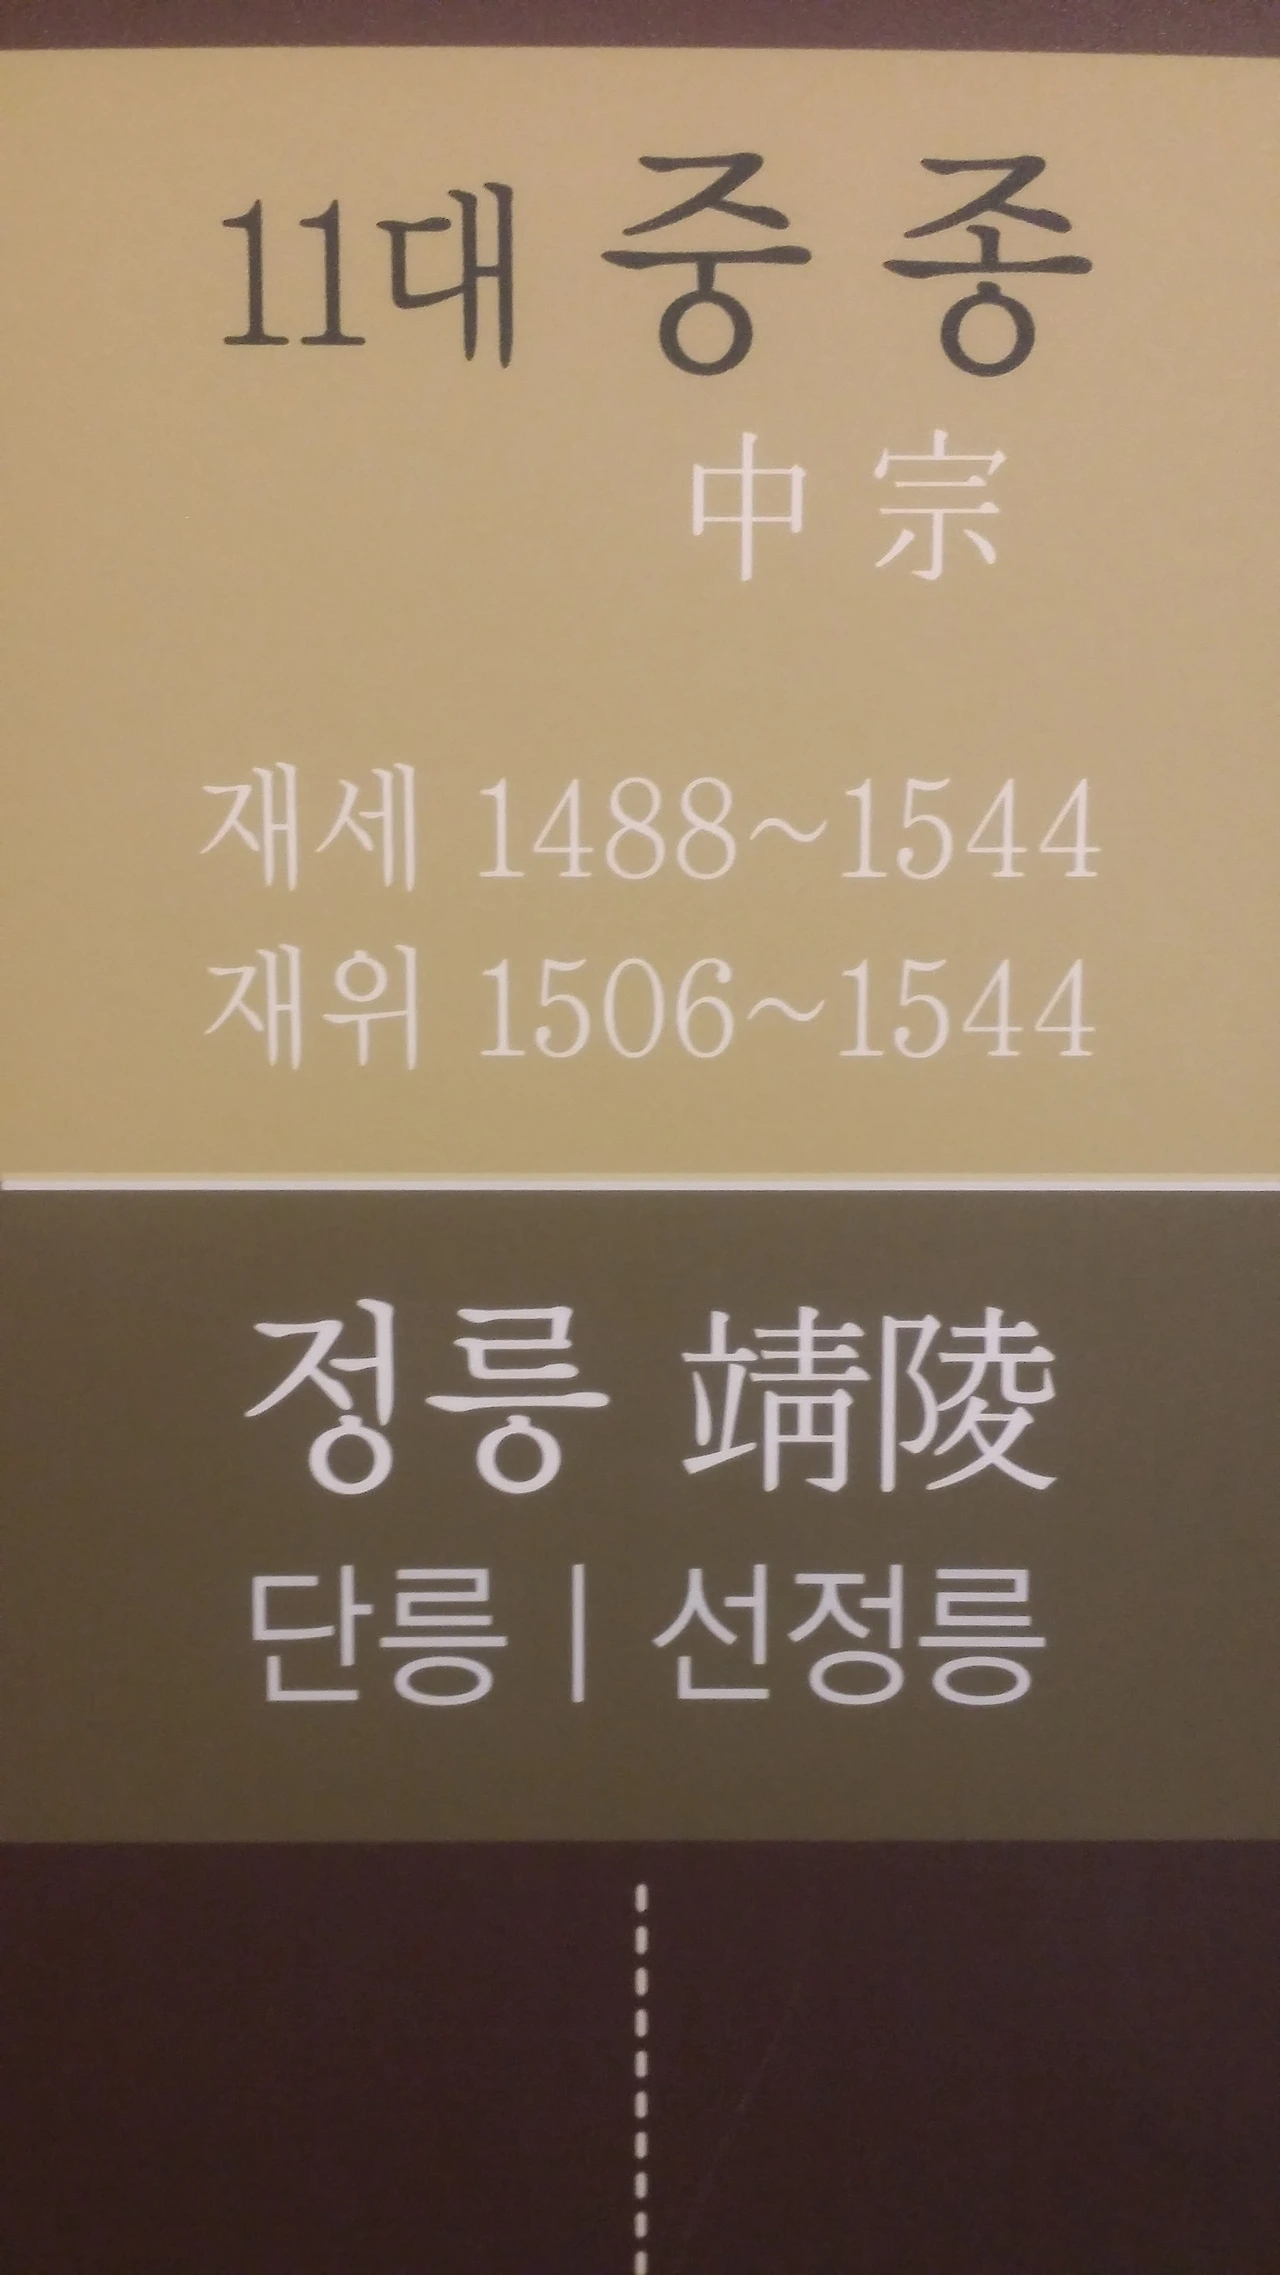 11대 중종
中宗
재세 1488~1544
재위 1506~1544
정릉 靖陵
단릉 | 선정릉